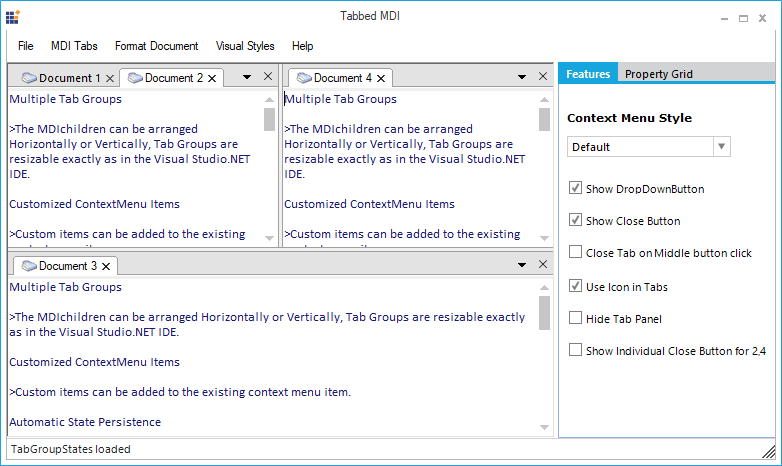 Tabbed MDI
File MDI Tabs Format Document Visual Styles Help
Document 1 Document 2
Multiple Tab Groups
>The MDIchildren can be arranged
Horizontally or Vertically, Tab Groups are
resizable exactly as in the Visual Studio.NET
IDE.
Customized ContextMenu Items
>Custom items can be added to the existing
Document 4
Multiple Tab Groups
>The MDIchildren can be arranged
Horizontally or Vertically, Tab Groups are
resizable exactly as in the Visual Studio.NET
IDE.
Customized ContextMenu Items
>Custom items can be added to the existing
Document 3
Multiple Tab Groups
>The MDIchildren can be arranged Horizontally or Vertically, Tab Groups are resizable exactly
as in the Visual Studio.NET IDE.
Customized ContextMenu Items
>Custom items can be added to the existing context menu item.
Automatic State Persistence
Features Property Grid
Context Menu Style
Default
Show DropDownButton
Show Close Button
Close Tab on Middle button click
Use Icon in Tabs
Hide Tab Panel
Show Individual Close Button for 2,4
TabGroupStates loaded